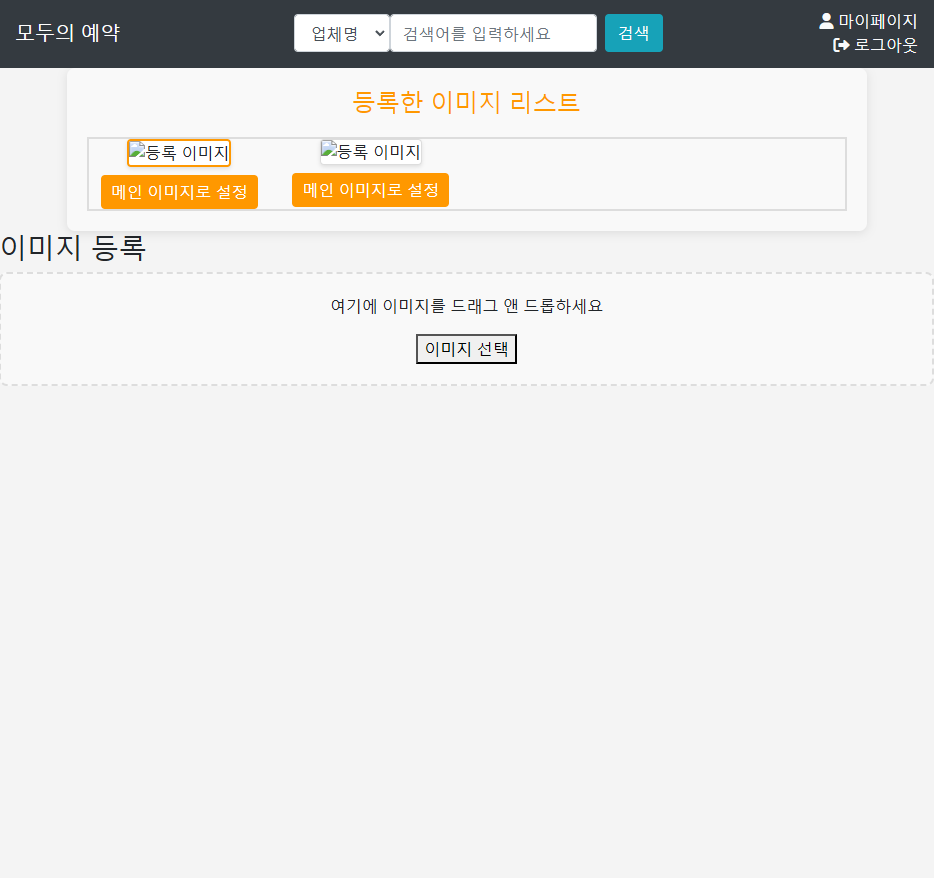 모두의 예약
업체명
검색어를 입력하세요
검색
마이페이지
로그아웃
등록한 이미지 리스트
등록 이미지
등록 이미지
메인 이미지로 설정
메인 이미지로 설정
이미지 등록
여기에 이미지를 드래그 앤 드롭하세요
이미지 선택